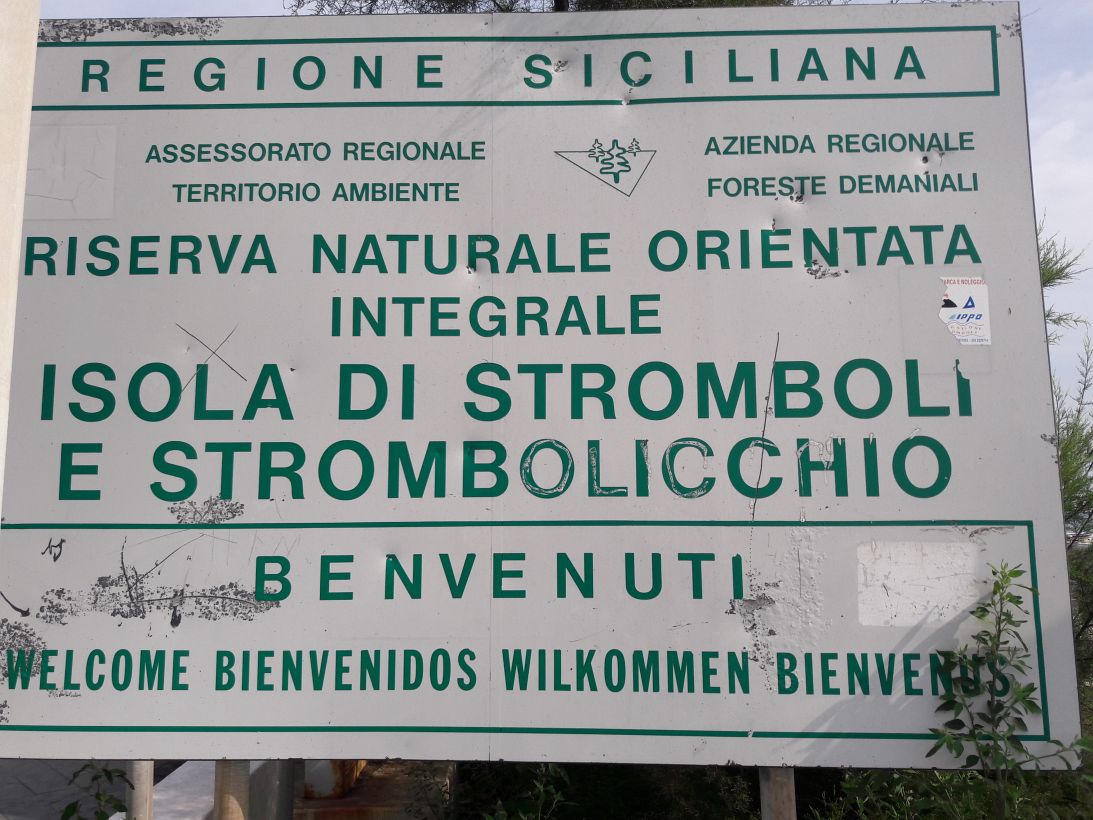 REGIONE SICILIANA
ASSESSORATO REGIONALE
TERRITORIO AMBIENTE
AZIENDA REGIONALE
FORESTE DEMANIALI
RISERVA NATURALE ORIENTATA
INTEGRALE
ISOLA DI STROMBOLI
E STROMBOLICCHIO
BENVENUTI
WELCOME BIENVENIDOS WILKOMMEN BIENVENUS